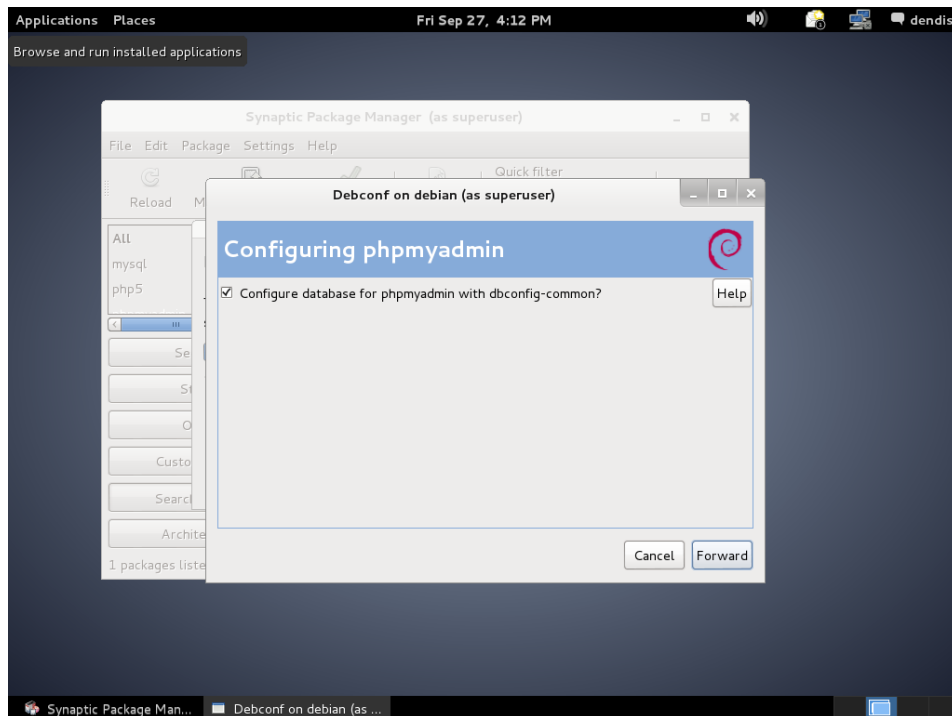 Applications Places Fri Sep 27, 4:12 PM dendis
Browse and run installed applications
Synaptic Package Manager (as superuser)
File Edit Package Settings Help
Quick filter
Reload M
Debconf on debian (as superuser)
All
mysql
php5
Configuring phpmyadmin
Configure database for phpmyadmin with dbconfig-common?
Help
Se
St
O
Custo
Search
Archite
1 packages liste
Cancel Forward
Synaptic Package Man... Debconf on debian (as ...